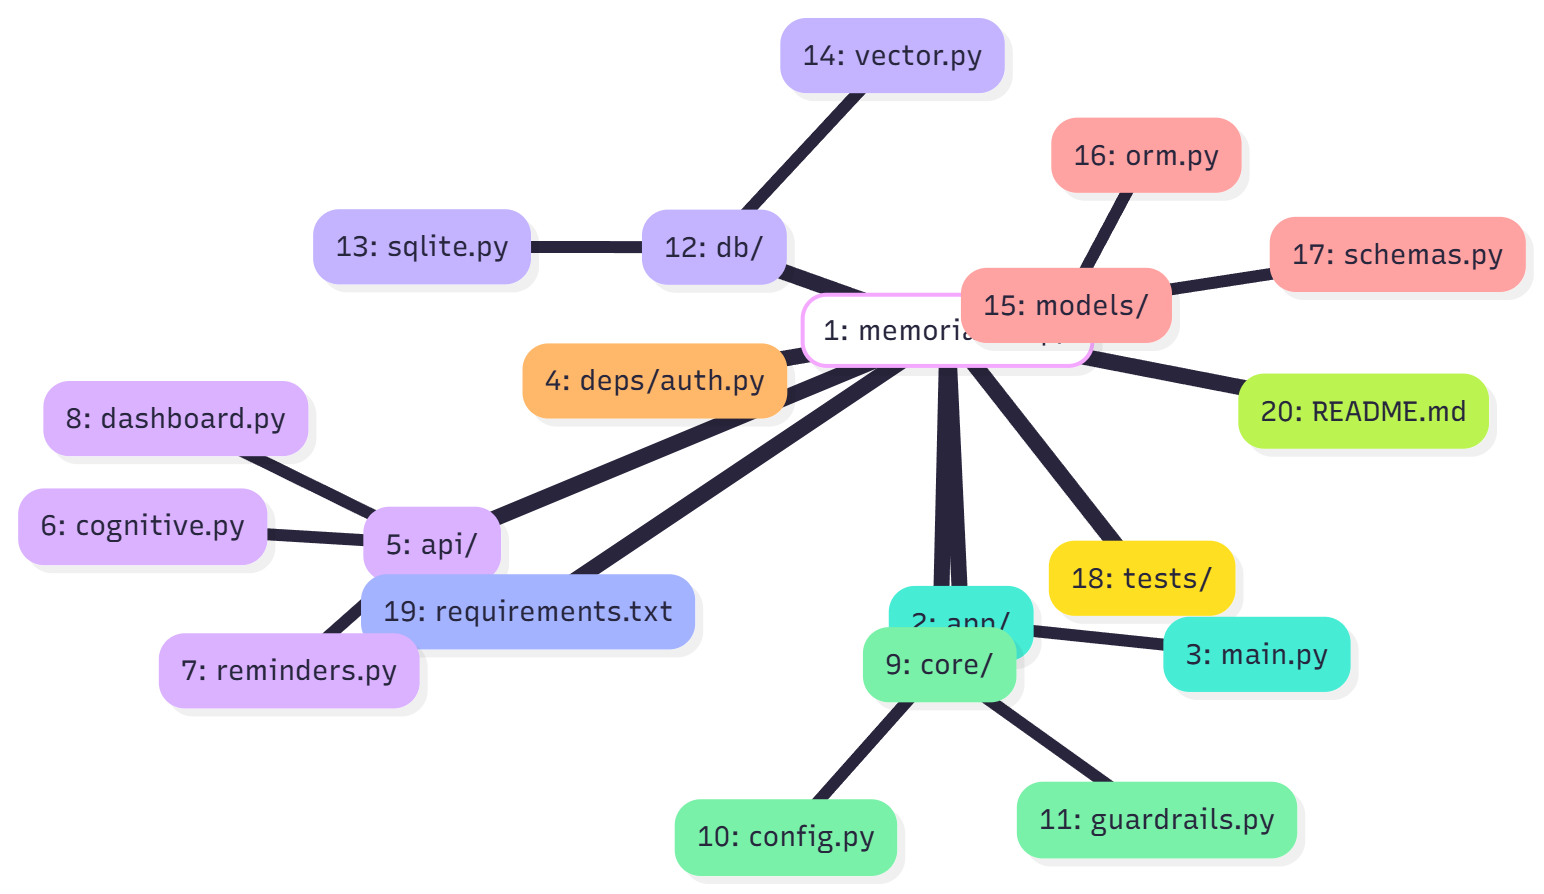 14: vector.py
16: orm.py
13: sqlite.py
12: db/
17: schemas.py
15: models/
1:
4: deps/auth.py
8: dashboard.py
20: README.md
6: cognitive.py
5: api/
18: tests/
19: requirements.txt
2: app/
3: main.py
9: core/
7: reminders.py
10: config.py
11: guardrails.py